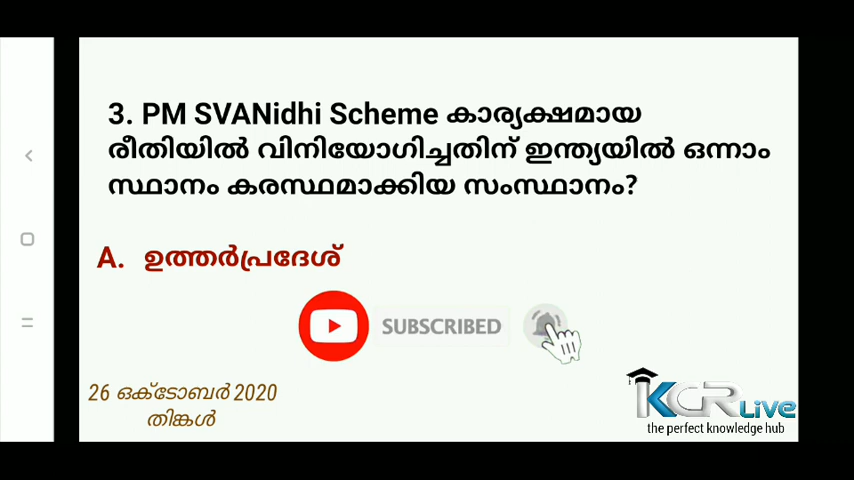 3. PM SVANidhi Scheme കാര്യക്ഷമായ
രീതിയിൽ വിനിയോഗിച്ചതിന് ഇന്ത്യയിൽ ഒന്നാം
സ്ഥാനം കരസ്ഥമാക്കിയ സംസ്ഥാനം?
A. ഉത്തർപ്രദേശ്
SUBSCRIBED
26 ഒക്ടോബർ 2020
തിങ്കൾ
KCR Live
the perfect knowledge hub